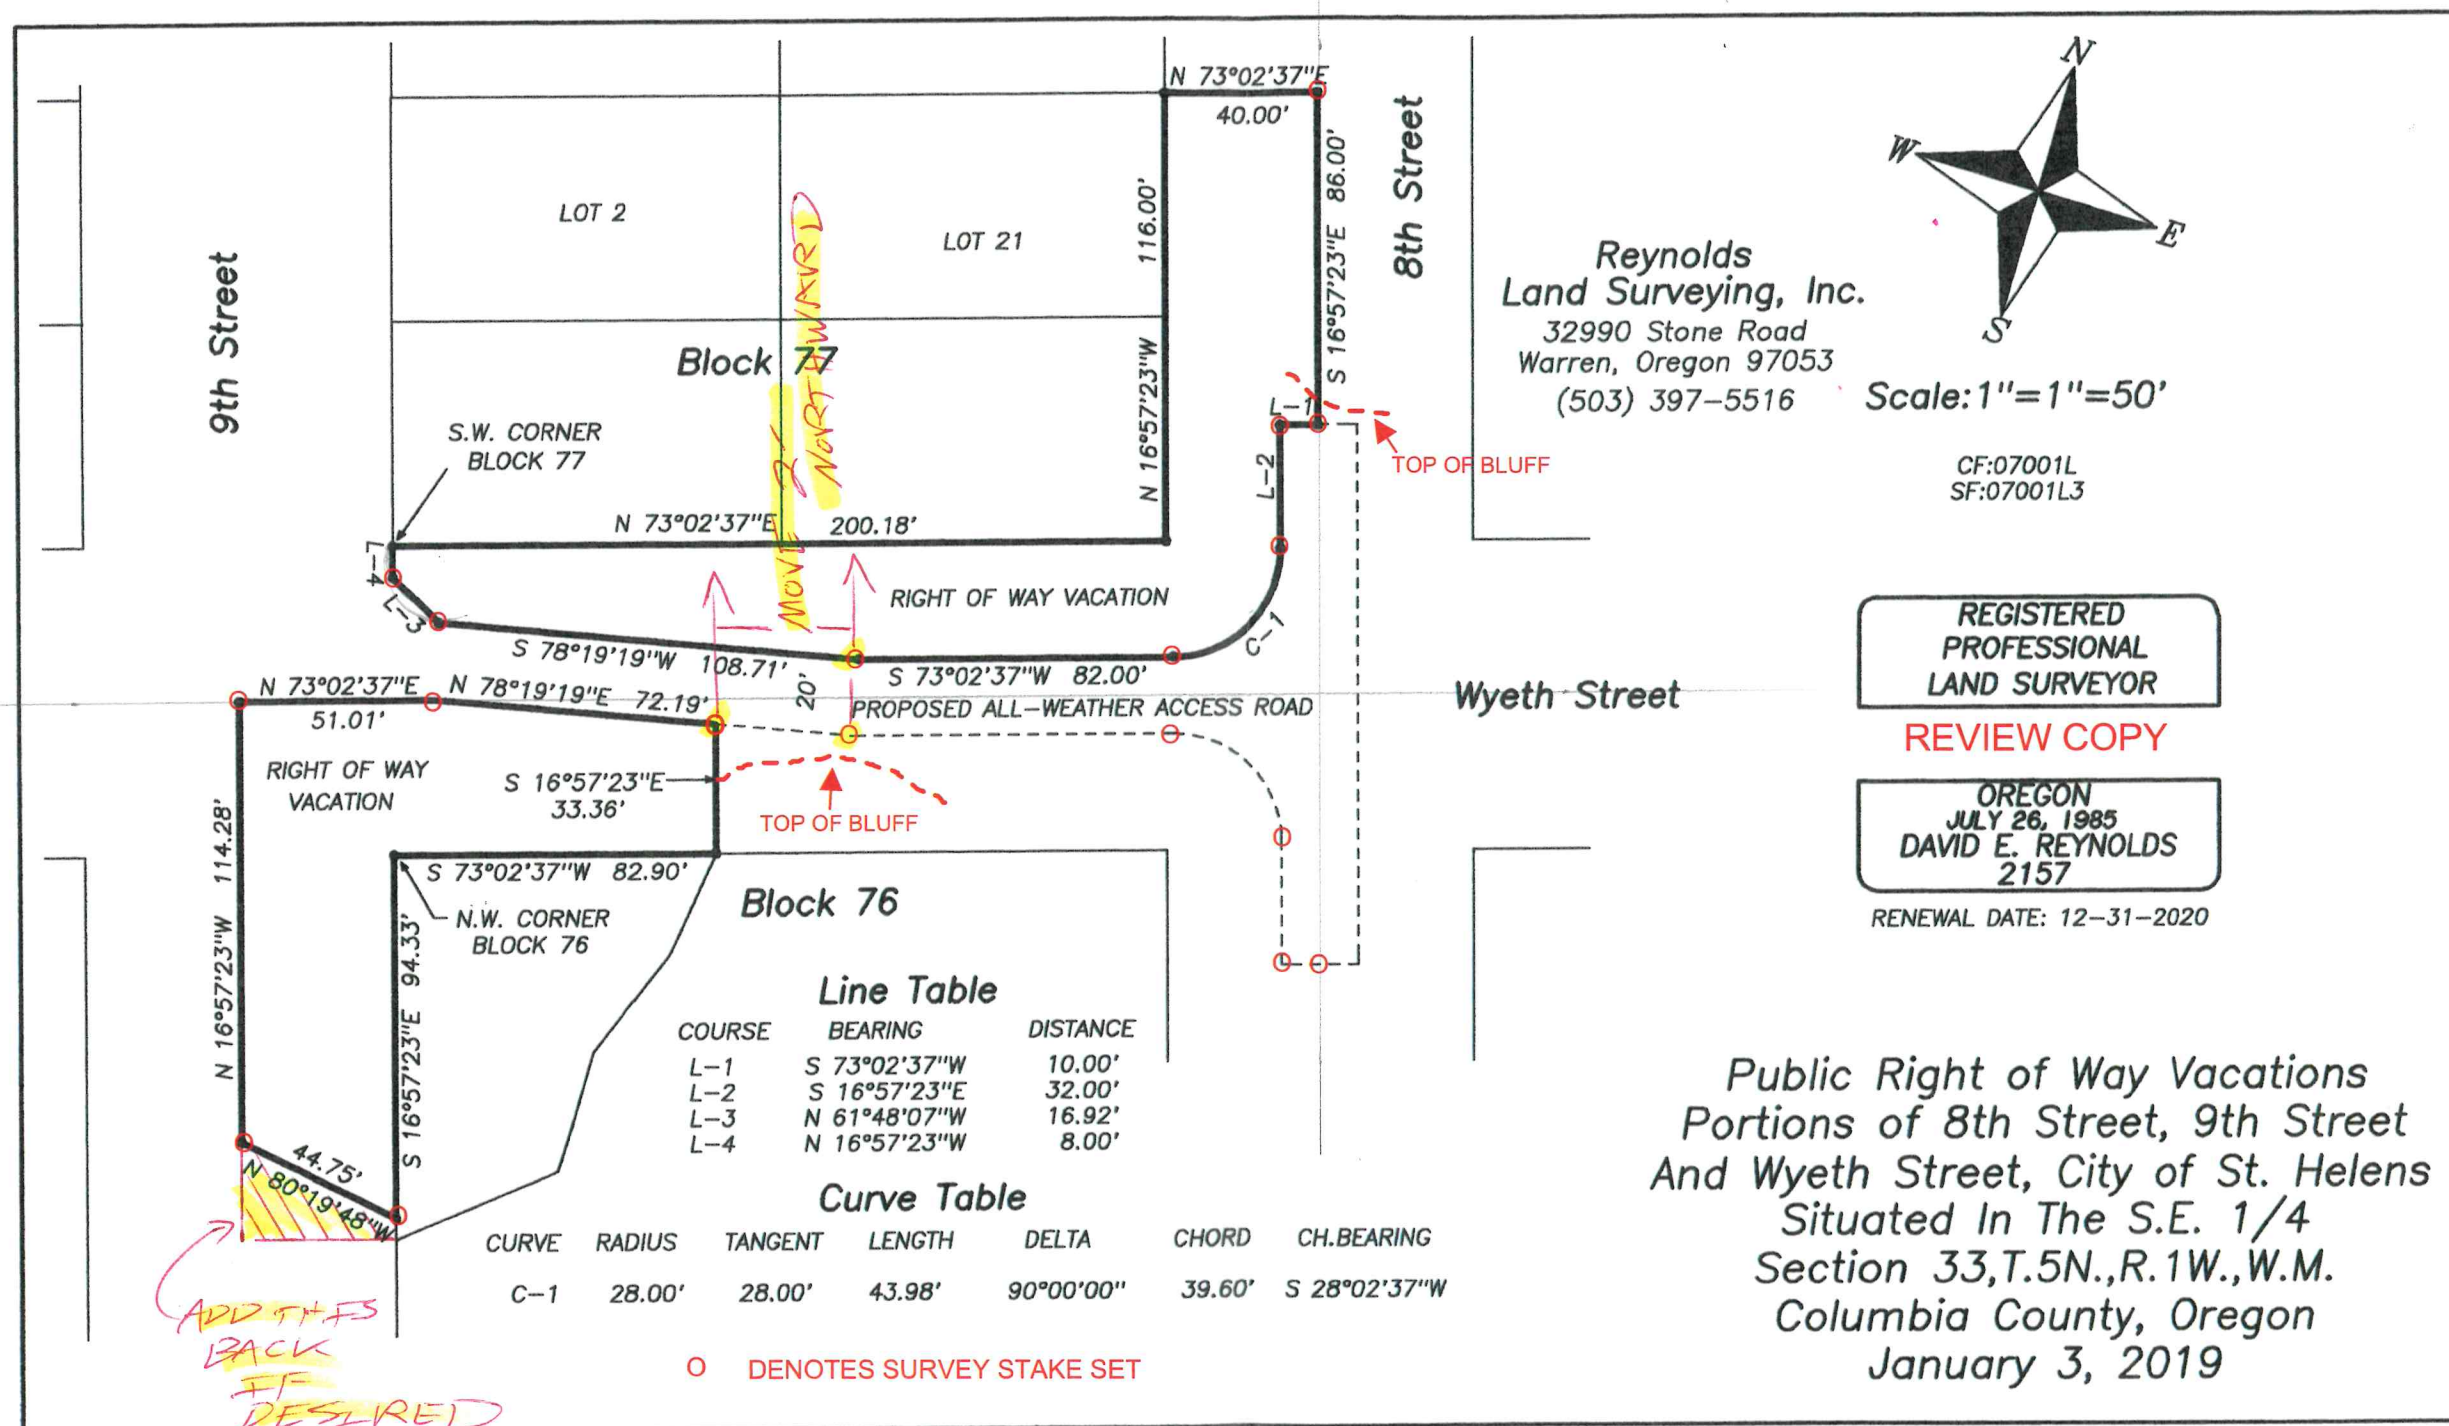 N
W
E
S
N 73°02'37"E
40.00'
S 16°57'23"E 86.00'
8th Street
116.00'
N 16°57'23"W
LOT 2
LOT 21
Block 77
9th Street
S.W. CORNER
BLOCK 77
MOVE 2'
NORTHWARD
N 73°02'37"E 200.18'
L-1
L-2
L-3
L-4
C-1
TOP OF BLUFF
RIGHT OF WAY VACATION
S 78°19'19"W 108.71'
S 73°02'37"W 82.00'
20'
PROPOSED ALL-WEATHER ACCESS ROAD
Wyeth Street
N 73°02'37"E
51.01'
N 78°19'19"E 72.19'
RIGHT OF WAY
VACATION
S 16°57'23"E
33.36'
TOP OF BLUFF
S 73°02'37"W 82.90'
N.W. CORNER
BLOCK 76
Block 76
N 16°57'23"W 114.28'
S 16°57'23"E 94.33'
44.75'
N 80°19'48"W
ADD THIS
BACK
IF
DESIRED
Line Table
COURSE BEARING DISTANCE
L-1 S 73°02'37"W 10.00'
L-2 S 16°57'23"E 32.00'
L-3 N 61°48'07"W 16.92'
L-4 N 16°57'23"W 8.00'
Curve Table
CURVE RADIUS TANGENT LENGTH DELTA CHORD CH.BEARING
C-1 28.00' 28.00' 43.98' 90°00'00" 39.60' S 28°02'37"W
O DENOTES SURVEY STAKE SET
Reynolds
Land Surveying, Inc.
32990 Stone Road
Warren, Oregon 97053
(503) 397-5516
Scale:1"=1"=50'
CF:07001L
SF:07001L3
REGISTERED
PROFESSIONAL
LAND SURVEYOR
REVIEW COPY
OREGON
JULY 26, 1985
DAVID E. REYNOLDS
2157
RENEWAL DATE: 12-31-2020
Public Right of Way Vacations
Portions of 8th Street, 9th Street
And Wyeth Street, City of St. Helens
Situated In The S.E. 1/4
Section 33,T.5N.,R.1W.,W.M.
Columbia County, Oregon
January 3, 2019